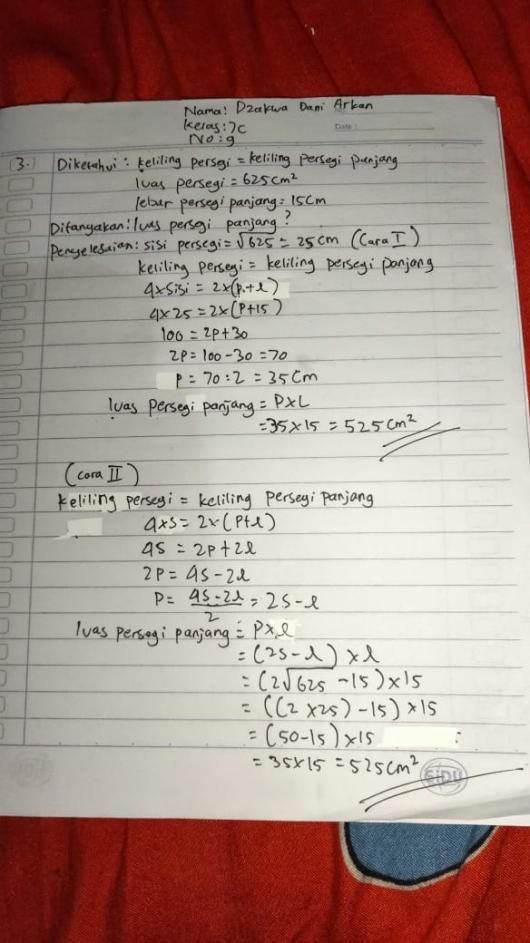 Nama: Dzakwa Dani Arkan
Kelas: 7c
Date:
No: 9
3. Diketahui: keliling persegi = keliling persegi panjang
luas persegi = 625 cm²
lebar persegi panjang = 15 cm
Ditanyakan: luas persegi panjang?
Penyelesaian: sisi persegi = √625 = 25 cm (Cara I)
keliling persegi = keliling persegi panjang
4 x sisi = 2 x (p + l)
4 x 25 = 2 x (P + 15)
100 = 2P + 30
2P = 100 - 30 = 70
P = 70 : 2 = 35 cm
luas persegi panjang = P x L
= 35 x 15 = 525 cm²
(Cara II)
keliling persegi = keliling persegi panjang
4 x s = 2 x (P + l)
4s = 2P + 2l
2P = 4s - 2l
P = (4s - 2l)/2 = 2s - l
luas persegi panjang = P x l
= (2s - l) x l
= (2√625 - 15) x 15
= ((2 x 25) - 15) x 15
= (50 - 15) x 15
= 35 x 15 = 525 cm²
SiDU